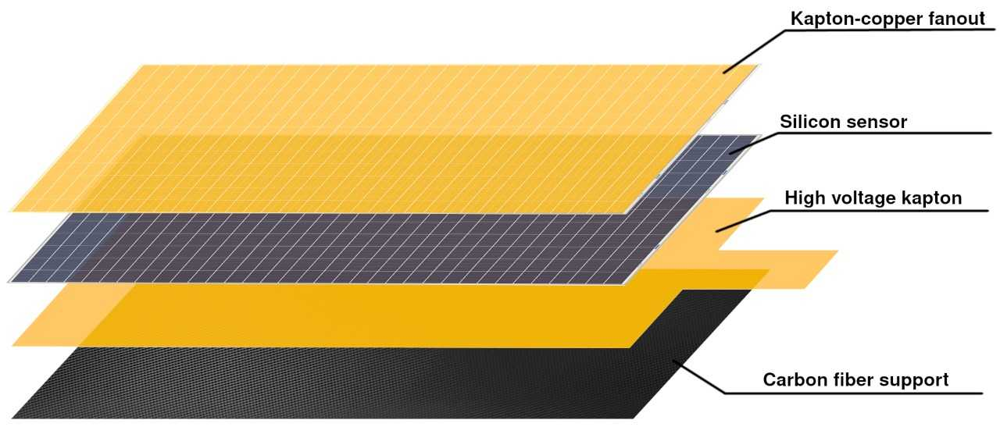 Kapton-copper fanout
Silicon sensor
High voltage kapton
Carbon fiber support